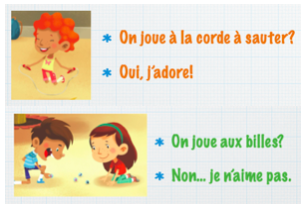 * On joue à la corde à sauter?
* Oui, j'adore!
* On joue aux billes?
* Non... je n'aime pas.